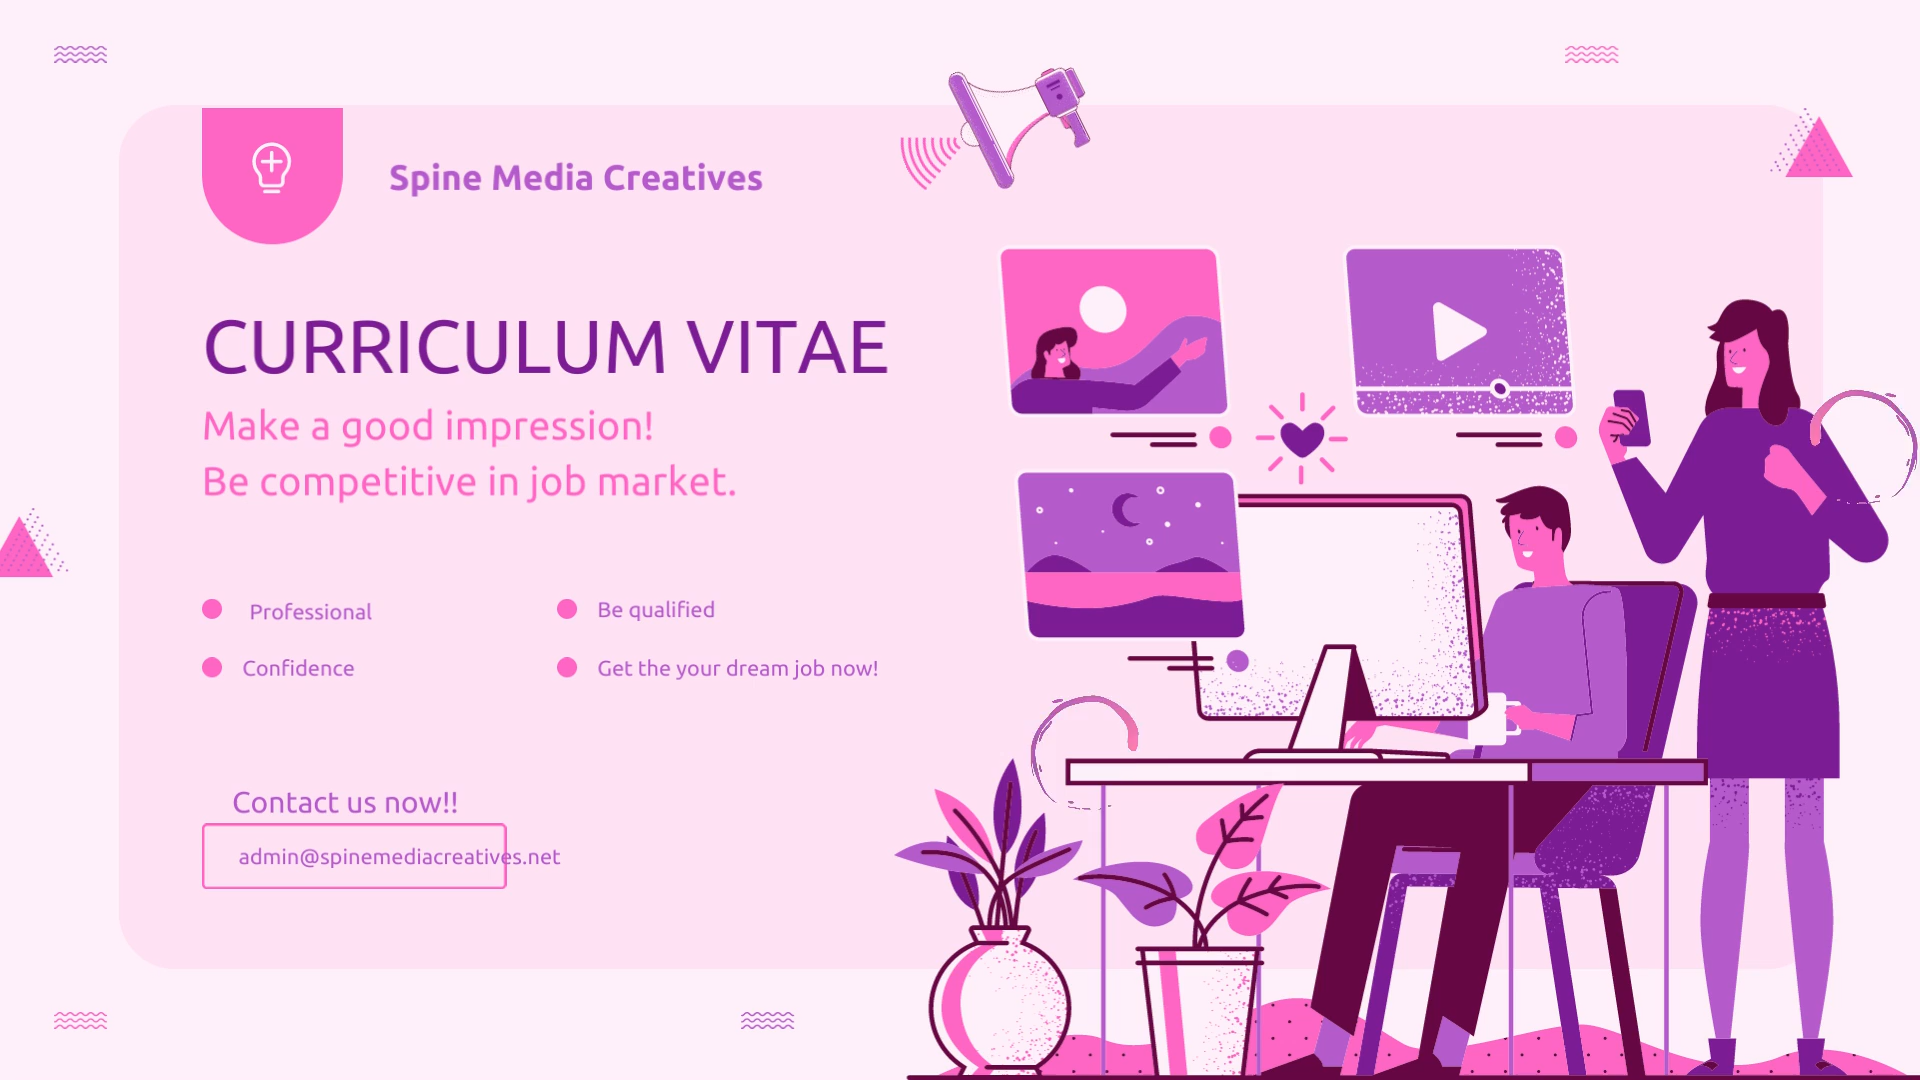 Spine Media Creatives
CURRICULUM VITAE
Make a good impression!
Be competitive in job market.
Professional
Be qualified
Confidence
Get the your dream job now!
Contact us now!!
admin@spinemediacreatives.net